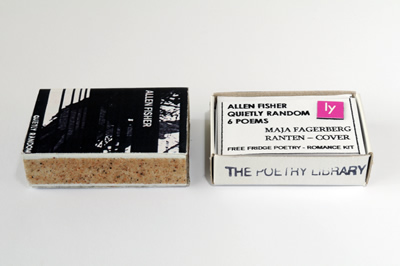 ALLEN FISHER
QUIETLY RANDOM
ALLEN FISHER
QUIETLY RANDOM
6 POEMS
ly
MAJA FAGERBERG
RANTEN – COVER
FREE FRIDGE POETRY - ROMANCE KIT
THE POETRY LIBRARY